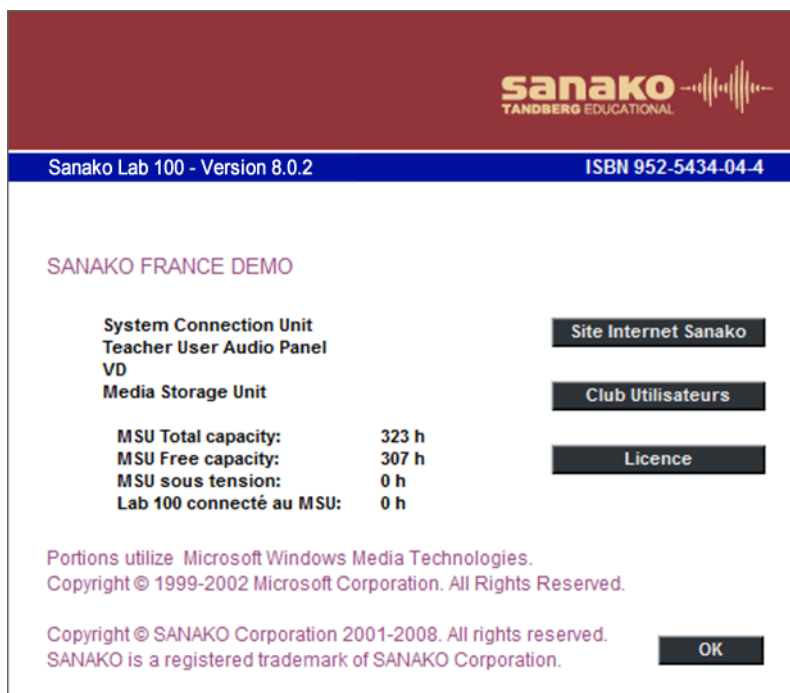 sanako
TANDBERG EDUCATIONAL
Sanako Lab 100 - Version 8.0.2 ISBN 952-5434-04-4
SANAKO FRANCE DEMO
System Connection Unit
Teacher User Audio Panel
VD
Media Storage Unit
Site Internet Sanako
Club Utilisateurs
Licence
MSU Total capacity: 323 h
MSU Free capacity: 307 h
MSU sous tension: 0 h
Lab 100 connecté au MSU: 0 h
Portions utilize Microsoft Windows Media Technologies.
Copyright © 1999-2002 Microsoft Corporation. All Rights Reserved.
Copyright © SANAKO Corporation 2001-2008. All rights reserved.
SANAKO is a registered trademark of SANAKO Corporation.
OK